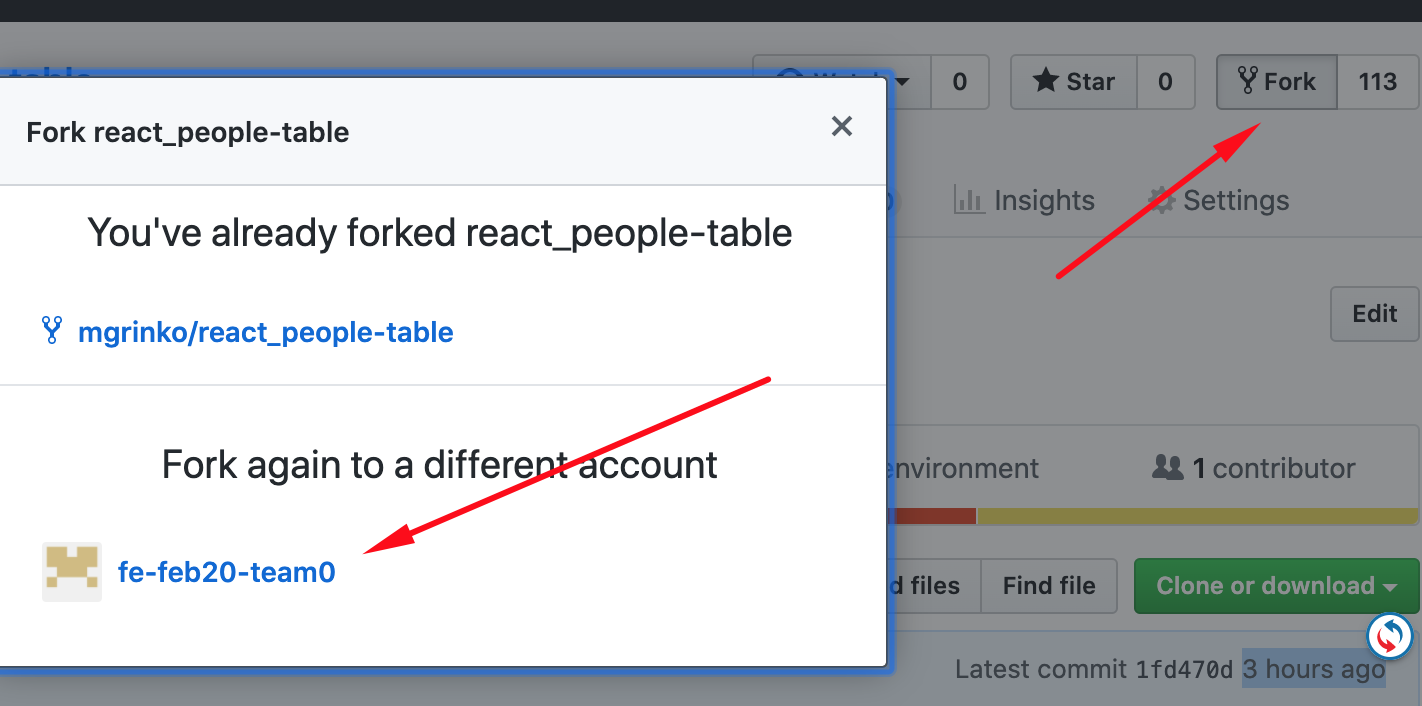 0
Star
0
Fork
113
Fork react_people-table
Insights
Settings
You've already forked react_people-table
Edit
mgrinko/react_people-table
Fork again to a different account
environment
1 contributor
fe-feb20-team0
files
Find file
Clone or download
Latest commit 1fd470d 3 hours ago